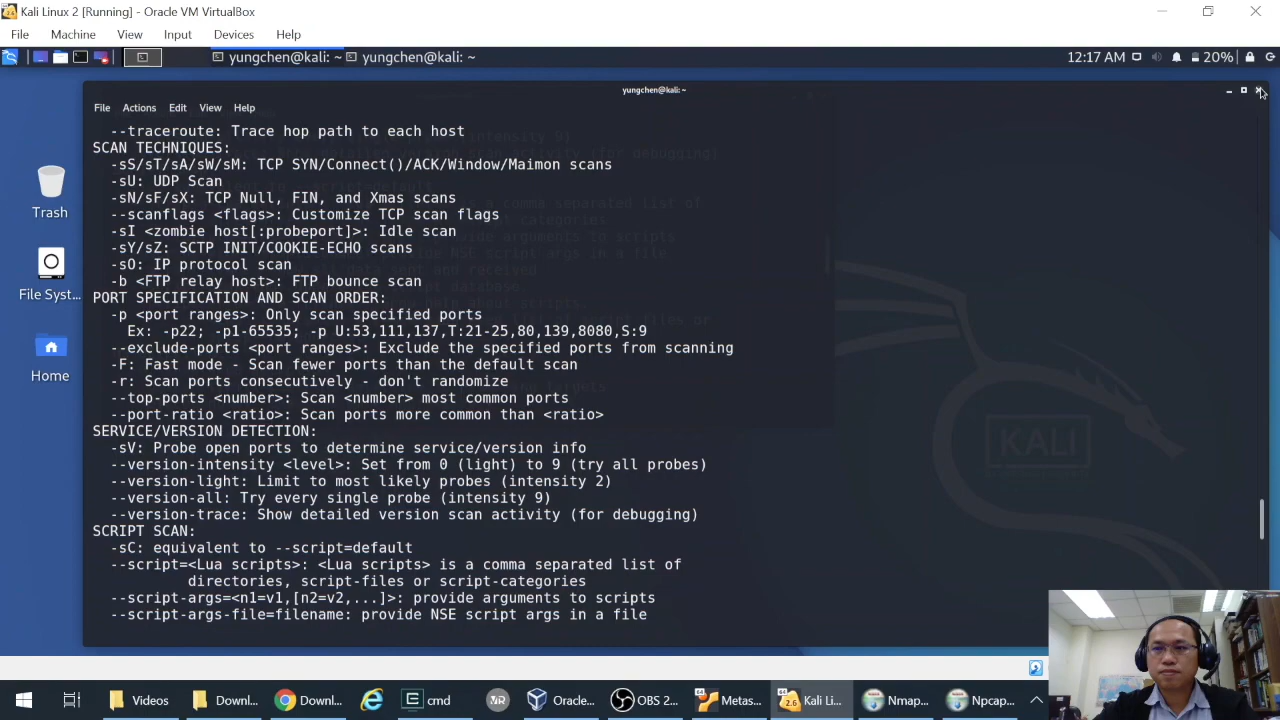 Kali Linux 2 [Running] - Oracle VM VirtualBox
File Machine View Input Devices Help
yungchen@kali: ~ yungchen@kali: ~ 12:17 AM 20%
yungchen@kali: ~
File Actions Edit View Help
--traceroute: Trace hop path to each host
SCAN TECHNIQUES:
-sS/sT/sA/sW/sM: TCP SYN/Connect()/ACK/Window/Maimon scans
-sU: UDP Scan
-sN/sF/sX: TCP Null, FIN, and Xmas scans
--scanflags <flags>: Customize TCP scan flags
-sI <zombie host[:probeport]>: Idle scan
-sY/sZ: SCTP INIT/COOKIE-ECHO scans
-sO: IP protocol scan
-b <FTP relay host>: FTP bounce scan
PORT SPECIFICATION AND SCAN ORDER:
-p <port ranges>: Only scan specified ports
Ex: -p22; -p1-65535; -p U:53,111,137,T:21-25,80,139,8080,S:9
--exclude-ports <port ranges>: Exclude the specified ports from scanning
-F: Fast mode - Scan fewer ports than the default scan
-r: Scan ports consecutively - don't randomize
--top-ports <number>: Scan <number> most common ports
--port-ratio <ratio>: Scan ports more common than <ratio>
SERVICE/VERSION DETECTION:
-sV: Probe open ports to determine service/version info
--version-intensity <level>: Set from 0 (light) to 9 (try all probes)
--version-light: Limit to most likely probes (intensity 2)
--version-all: Try every single probe (intensity 9)
--version-trace: Show detailed version scan activity (for debugging)
SCRIPT SCAN:
-sC: equivalent to --script=default
--script=<Lua scripts>: <Lua scripts> is a comma separated list of
directories, script-files or script-categories
--script-args=<n1=v1,[n2=v2,...]>: provide arguments to scripts
--script-args-file=filename: provide NSE script args in a file
Trash
File Syst...
Home
KALI
Videos Downl... Downl... cmd Oracle... OBS 2... Metas... Kali Li... Nmap... Npcap...